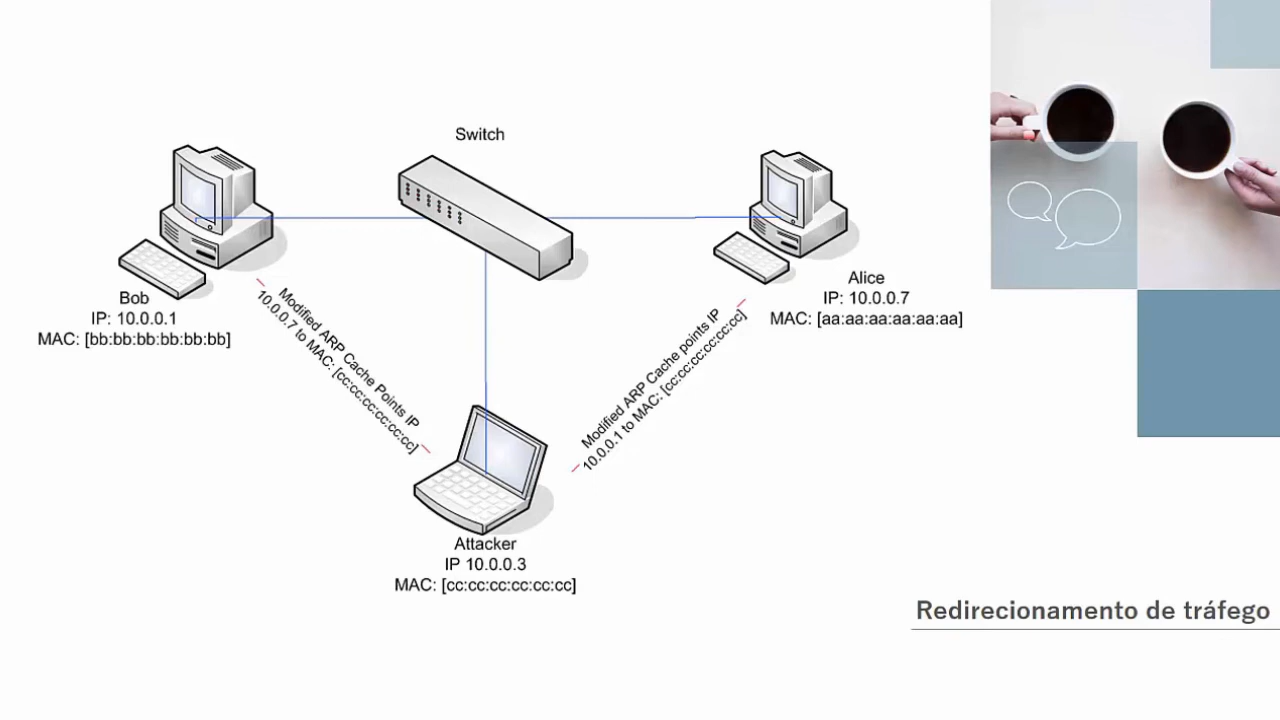 Switch
Bob
IP: 10.0.0.1
MAC: [bb:bb:bb:bb:bb:bb]
Alice
IP: 10.0.0.7
MAC: [aa:aa:aa:aa:aa:aa]
Modified ARP Cache Points IP
10.0.0.7 to MAC: [cc:cc:cc:cc:cc:cc]
Modified ARP Cache points IP
10.0.0.1 to MAC: [cc:cc:cc:cc:cc:cc]
Attacker
IP 10.0.0.3
MAC: [cc:cc:cc:cc:cc:cc]
Redirecionamento de tráfego